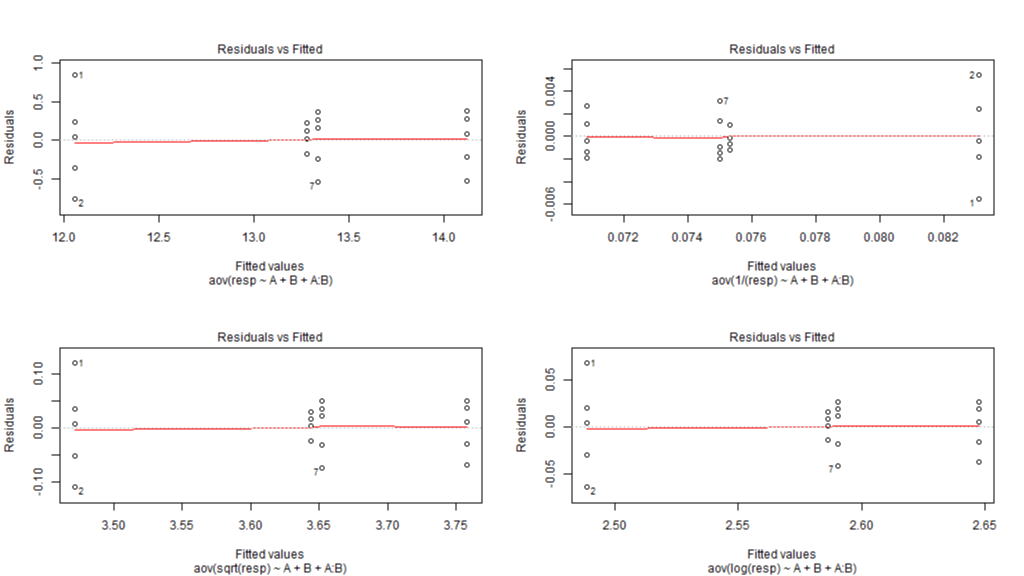 Residuals vs Fitted
Residuals
1.0
0.5
0.0
-0.5
1
2
7
12.0 12.5 13.0 13.5 14.0
Fitted values
aov(resp ~ A + B + A:B)
Residuals vs Fitted
Residuals
0.004
0.000
-0.006
7
2
1
0.072 0.074 0.076 0.078 0.080 0.082
Fitted values
aov(1/(resp) ~ A + B + A:B)
Residuals vs Fitted
Residuals
0.10
0.00
-0.10
1
2
7
3.50 3.55 3.60 3.65 3.70 3.75
Fitted values
aov(sqrt(resp) ~ A + B + A:B)
Residuals vs Fitted
Residuals
0.05
0.00
-0.05
1
2
7
2.50 2.55 2.60 2.65
Fitted values
aov(log(resp) ~ A + B + A:B)